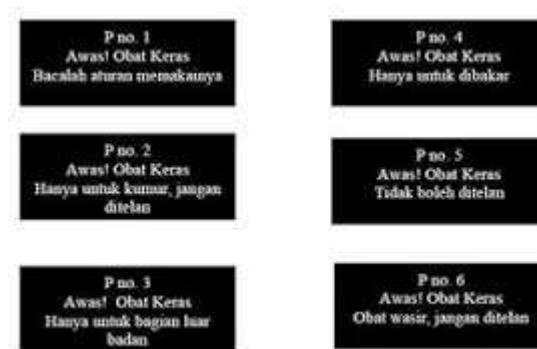 P no. 1
Awas! Obat Keras
Bacalah aturan memakainya
P no. 2
Awas! Obat Keras
Hanya untuk kumur, jangan
ditelan
P no. 3
Awas! Obat Keras
Hanya untuk bagian luar
badan
P no. 4
Awas! Obat Keras
Hanya untuk dibakar
P no. 5
Awas! Obat Keras
Tidak boleh ditelan
P no. 6
Awas! Obat Keras
Obat wasir, jangan ditelan